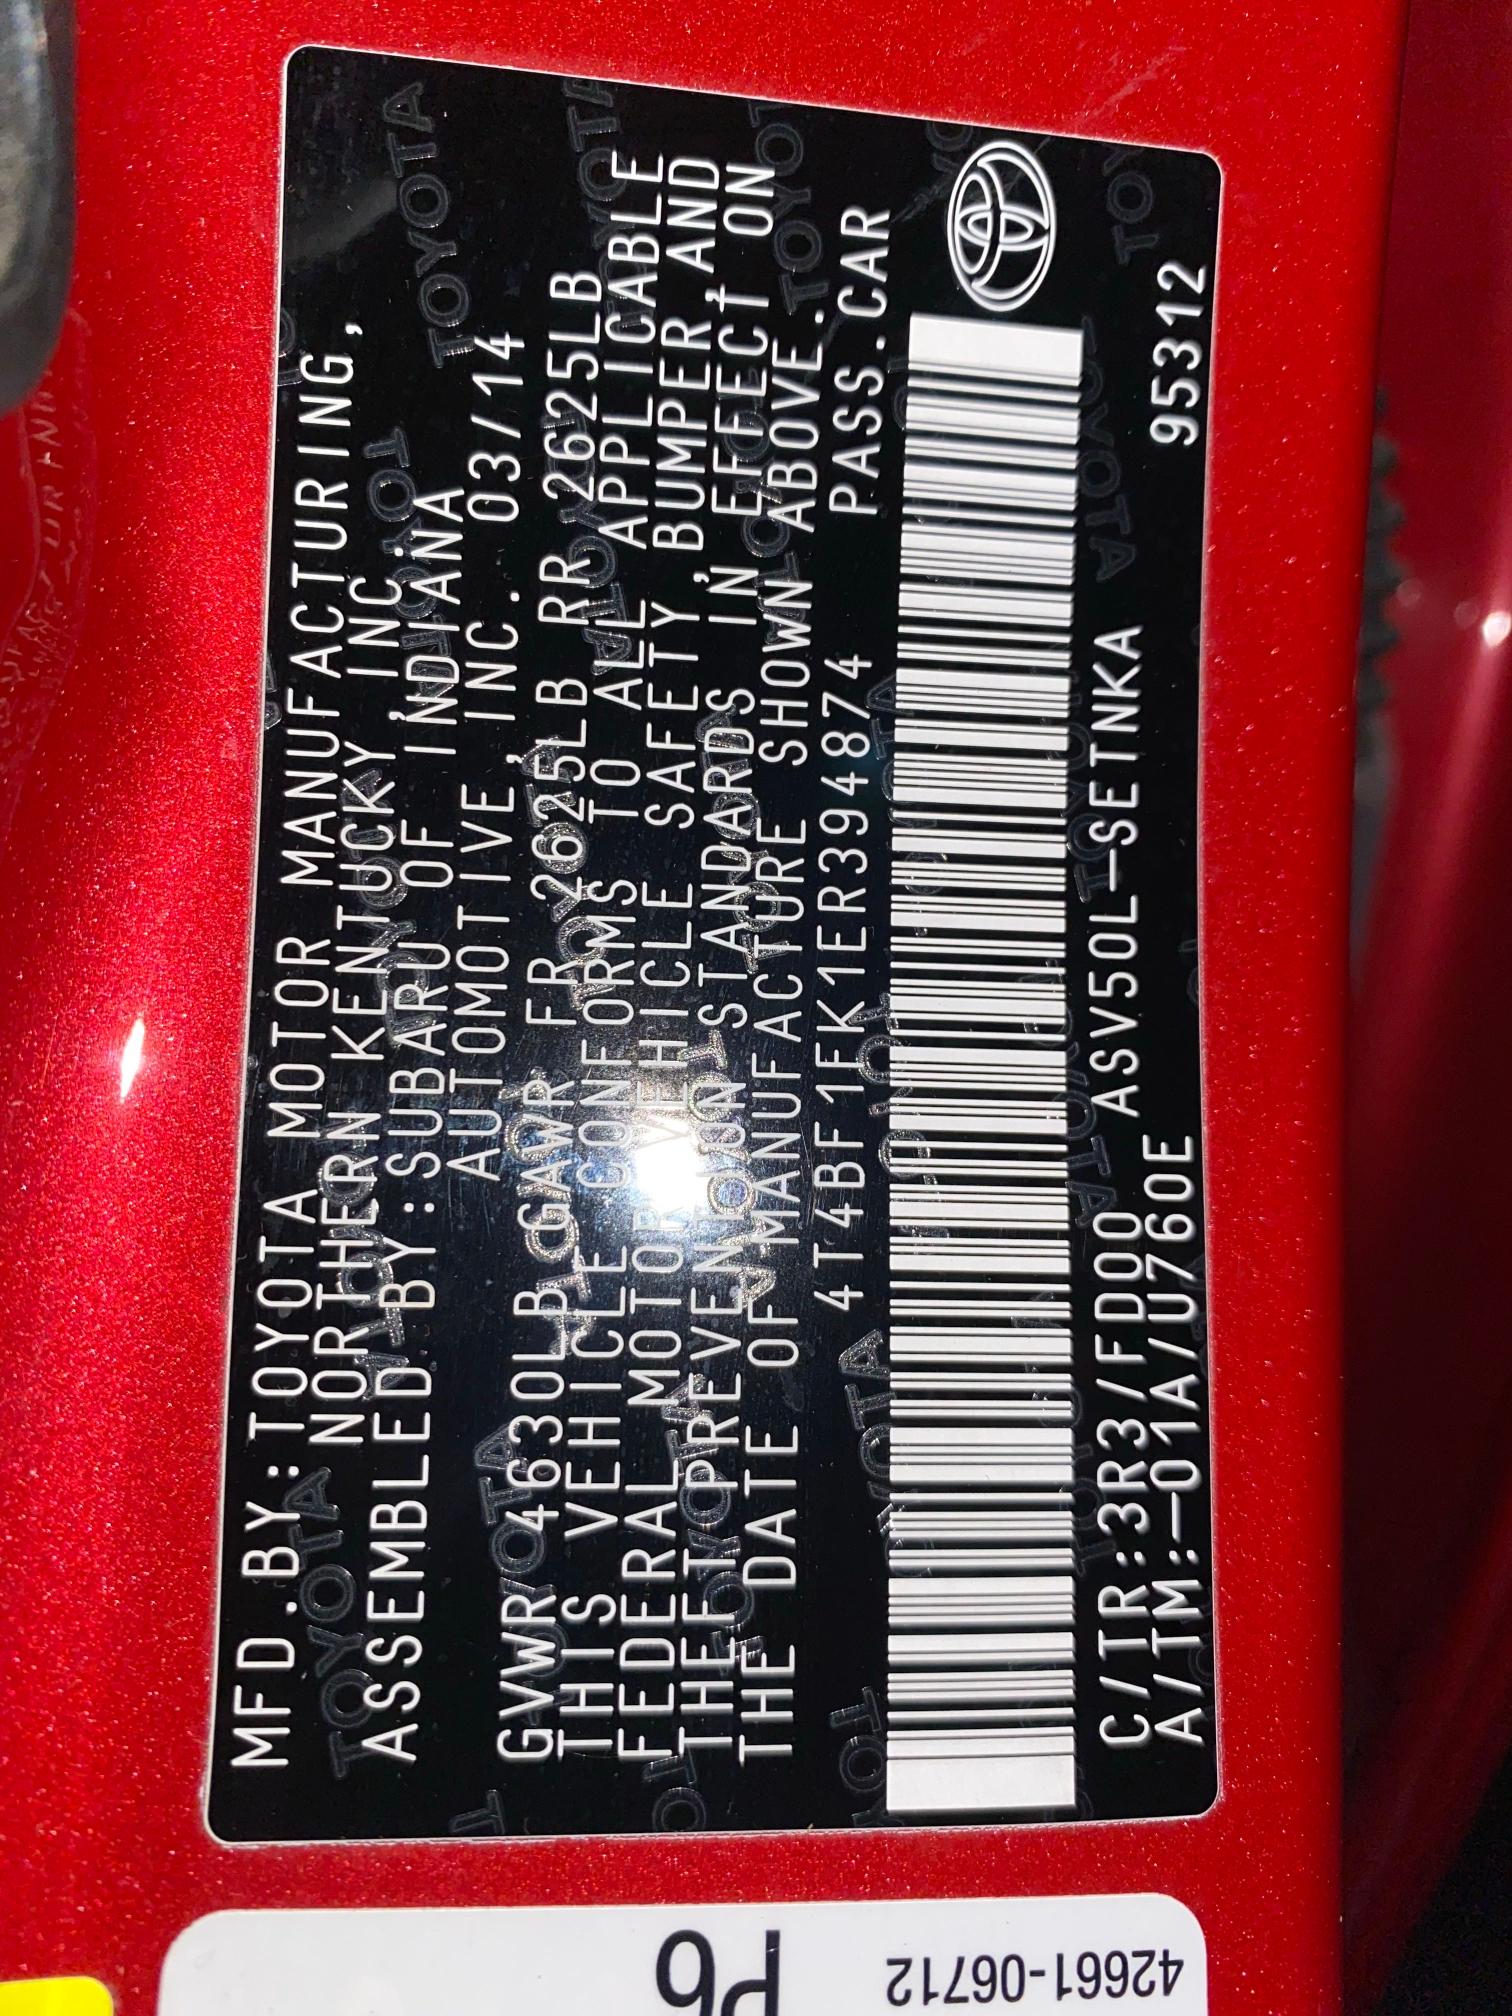 MFD.BY:TOYOTA MOTOR MANUFACTURING,
NORTHERN KENTUCKY, INC.
ASSEMBLED BY:SUBARU OF INDIANA
AUTOMOTIVE, INC. 03/14
GVWR 4630LB GAWR FR 2625LB RR 2625LB
THIS VEHICLE CONFORMS TO ALL APPLICABLE
FEDERAL MOTOR VEHICLE SAFETY, BUMPER, AND
THEFT PREVENTION STANDARDS IN EFFECT ON
THE DATE OF MANUFACTURE SHOWN ABOVE.
4T4BF1FK1ER394874 PASS.CAR
C/TR:3R3/FD00 ASV50L-SETNKA
A/TM:-01A/U760E 95312
P6
42661-06712